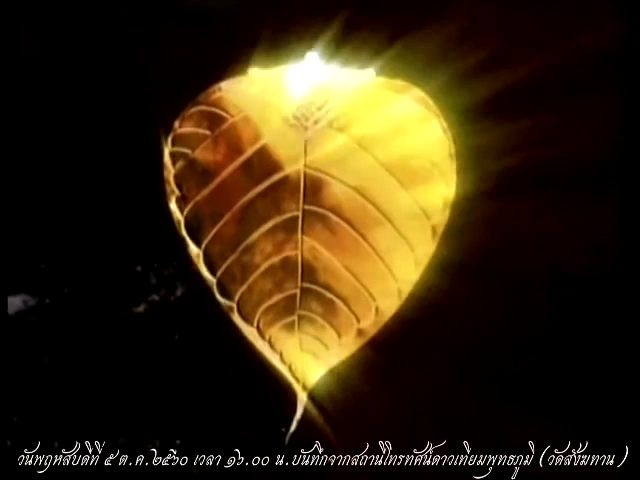 วันพฤหัสบดีที่ ๕ ต.ค.๒๕๖๐ เวลา ๑๖.๐๐ น.บันทึกจากสถานีโทรทัศน์ดาวเทียมพุทธภูมิ (วัดสังฆทาน)